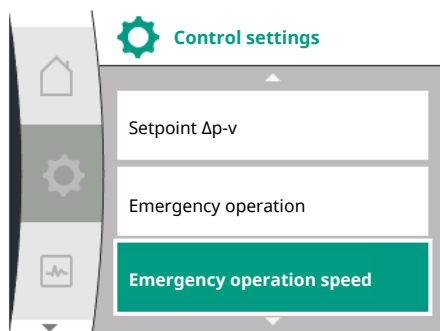 Control settings
Setpoint Δp-v
Emergency operation
Emergency operation speed